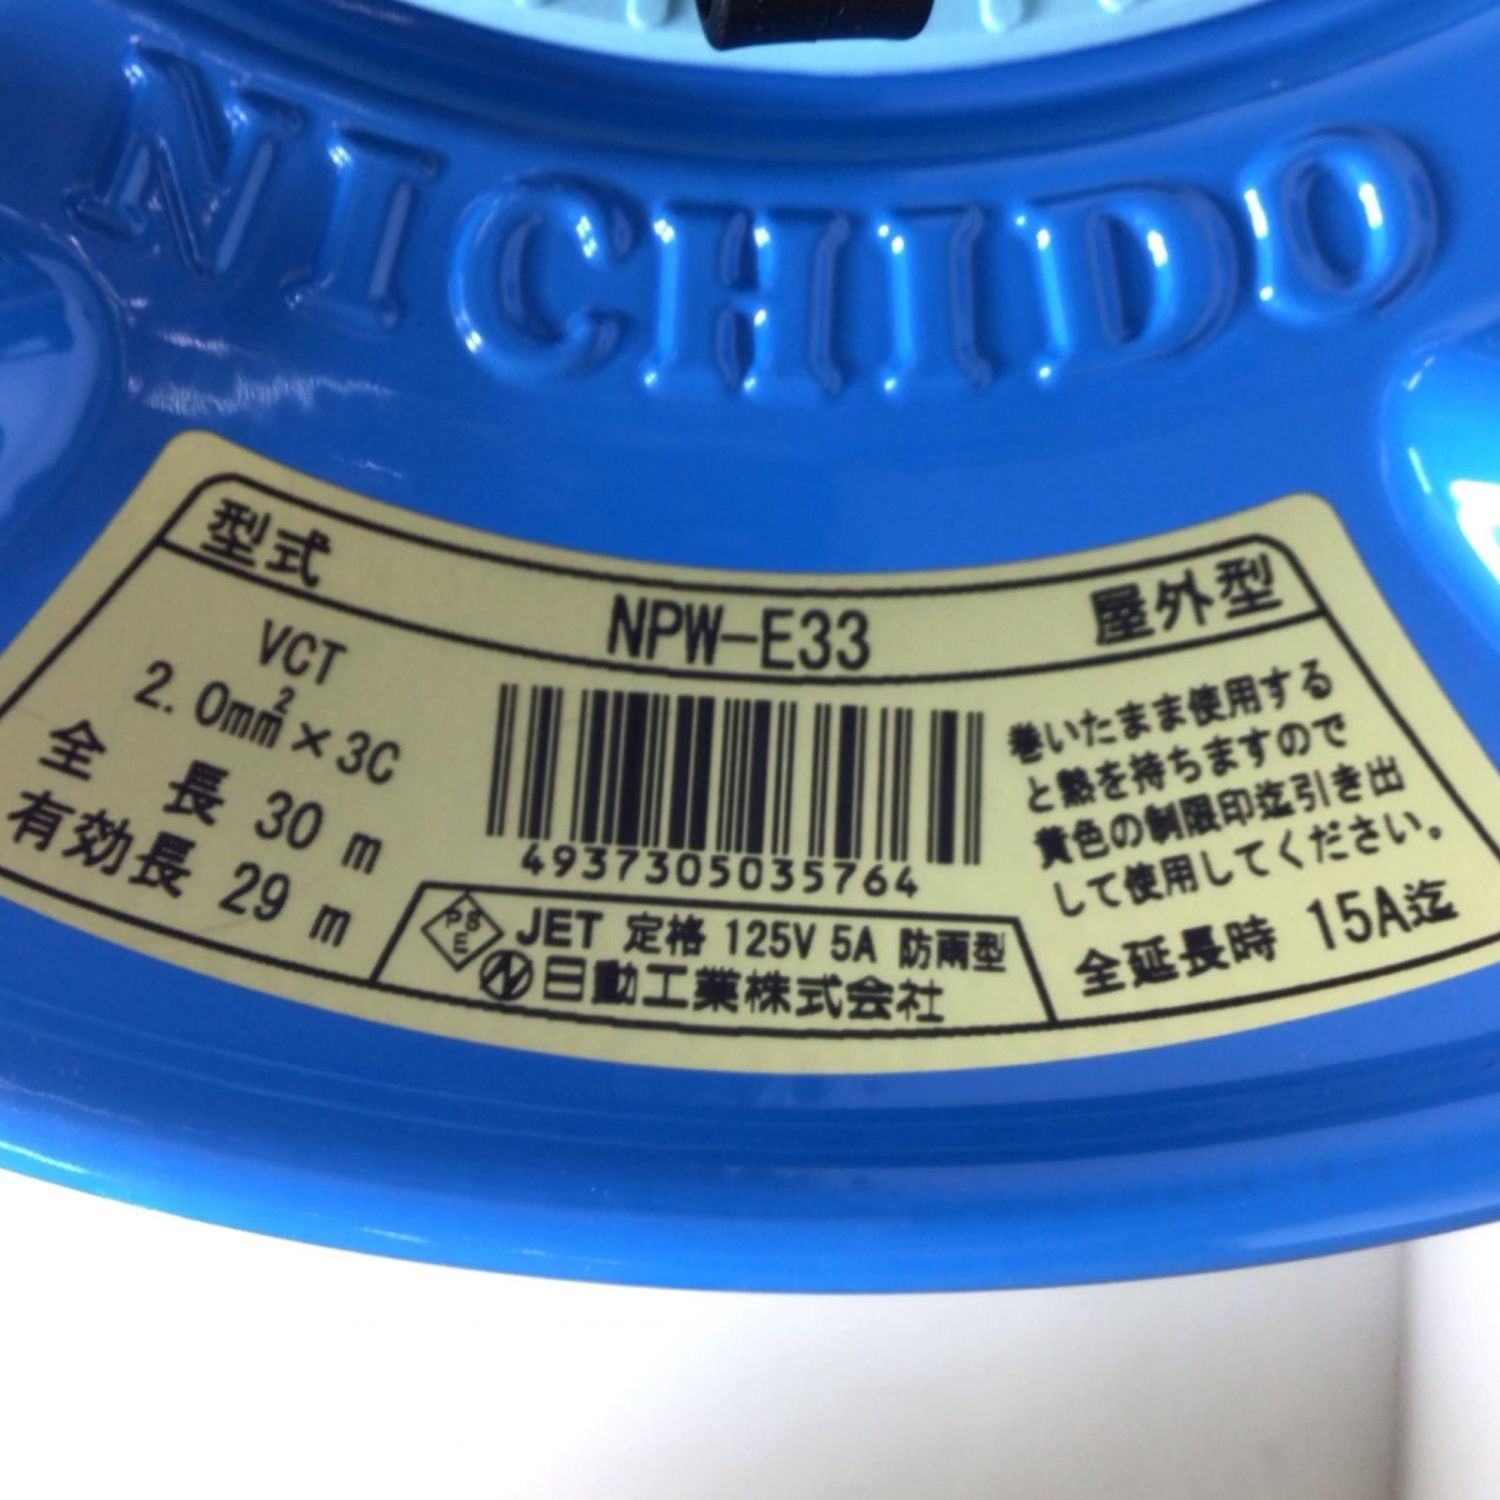 NICHIDO
型式 NPW-E33 屋外型
VCT
2.0mm²×3C
全 長 30 m
有効長 29 m
4937305035764
巻いたまま使用する
と熱を持ちますので
黄色の制限印迄引き出
して使用してください。
全延長時 15A迄
PSE JET 定格 125V 5A 防雨型
N 日動工業株式会社